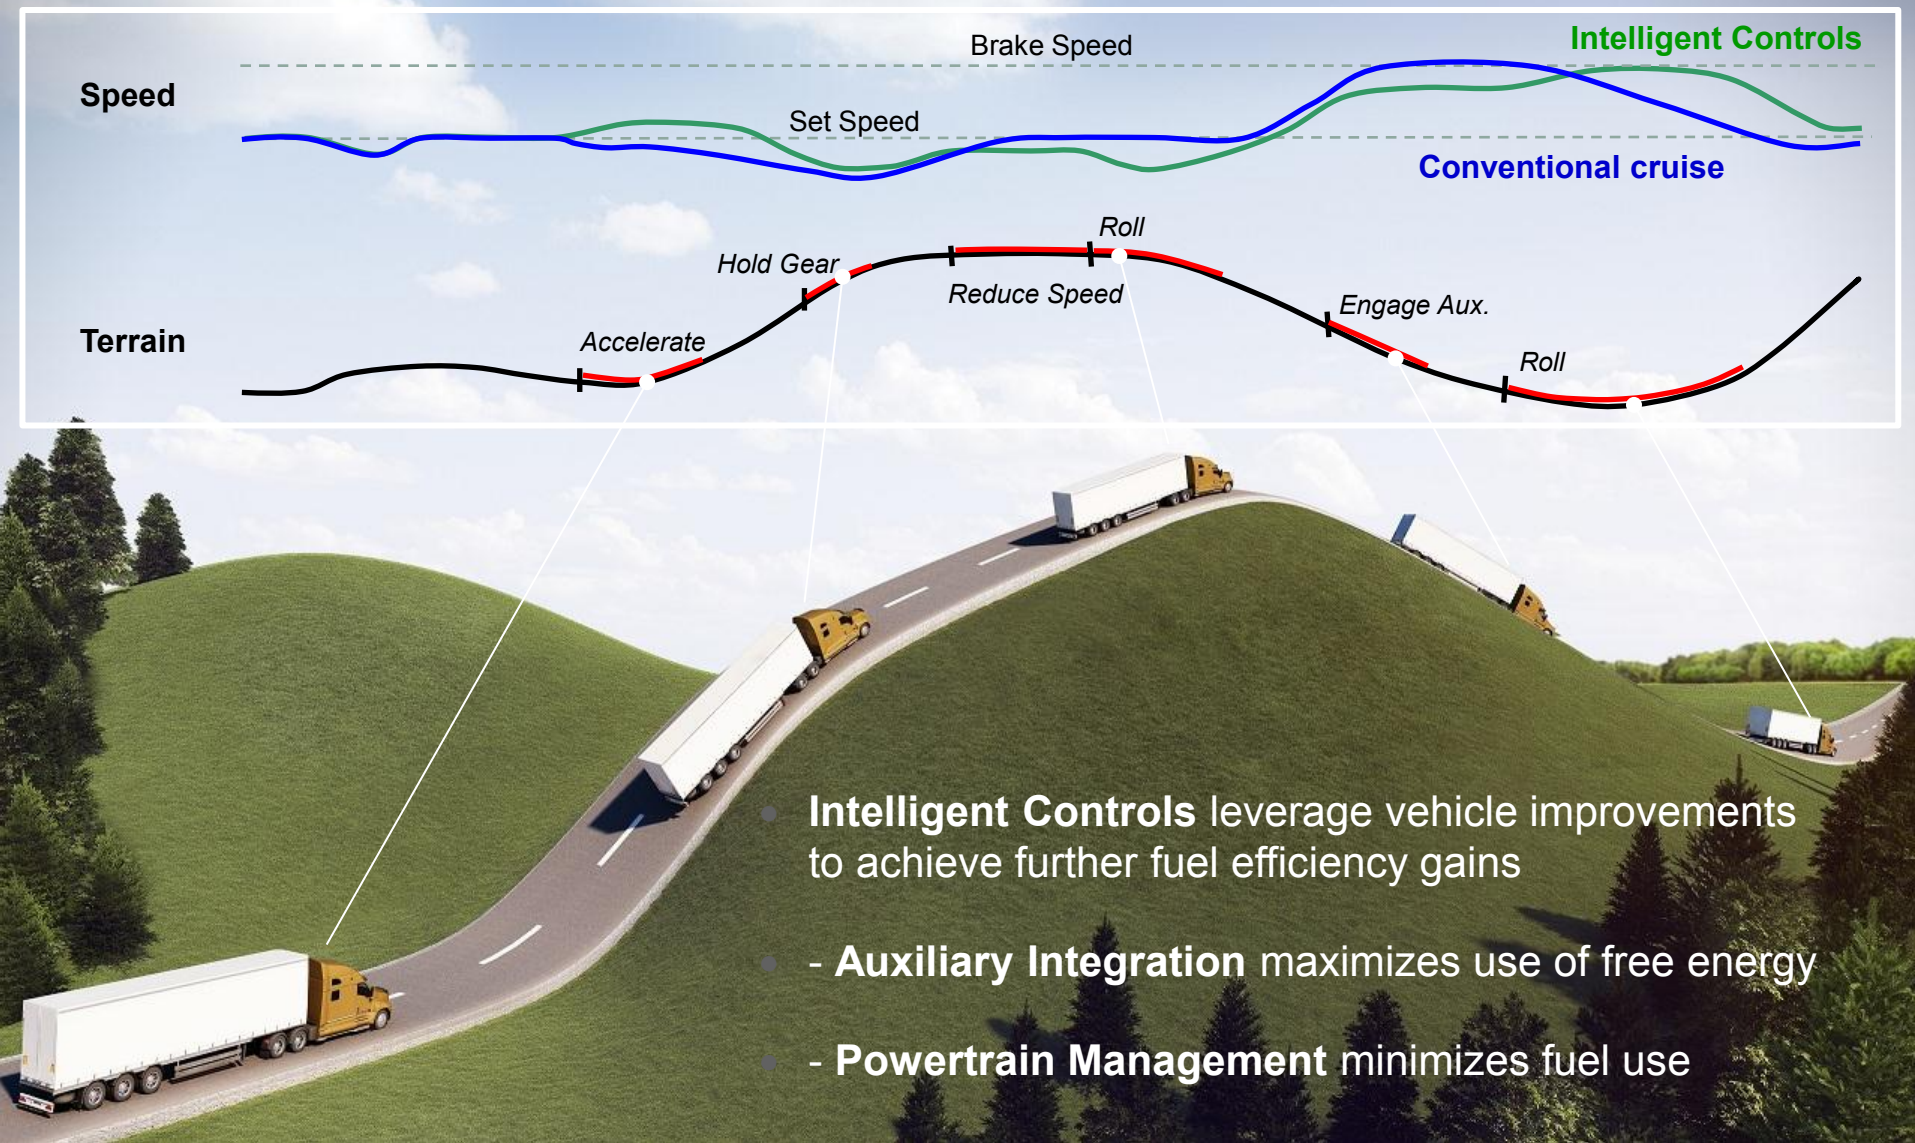 Brake Speed
Intelligent Controls
Speed
Set Speed
Conventional cruise
Roll
Hold Gear
Reduce Speed
Engage Aux.
Terrain
Accelerate
Roll
Intelligent Controls leverage vehicle improvements
to achieve further fuel efficiency gains
- Auxiliary Integration maximizes use of free energy
- Powertrain Management minimizes fuel use